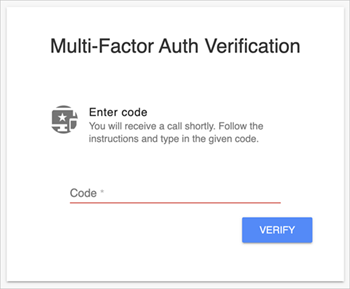 Multi-Factor Auth Verification
Enter code
You will receive a call shortly. Follow the
instructions and type in the given code.
Code *
VERIFY